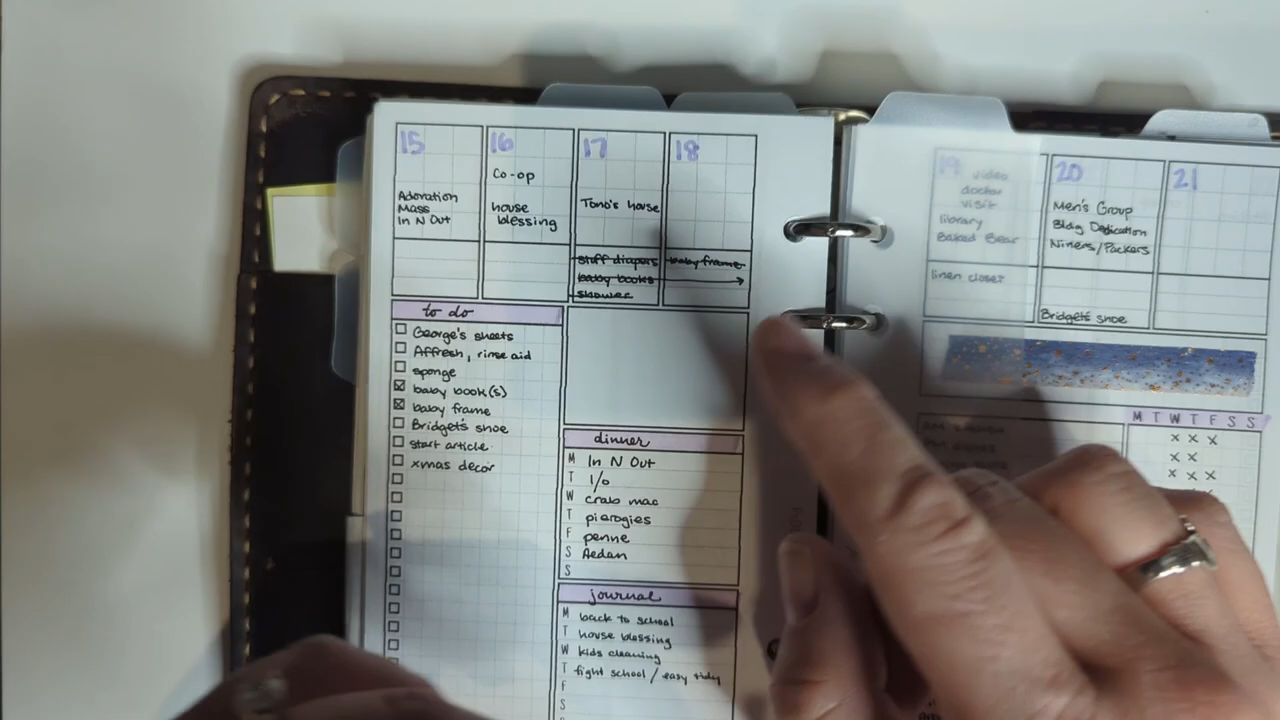 15
Adoration
Mass
In N Out
16
Co-op
house
blessing
17
Tono's house
stuff diapers
baby books
shower
18
baby frame
to do
George's sheets
Affresh, rinse aid
sponge
baby book(s)
baby frame
Bridget's shoe
start article
xmas decor
dinner
M In N Out
T l/o
W crab mac
T pierogies
F penne
S Aedan
S
journal
M back to school
T house blessing
W kids cleaning
T fight school / easy tidy
F
S
19 video
doctor
visit
library
Baked Bear
linen closet
20
Men's Group
Bldg Dedication
Niners/Packers
Bridget's shoe
21
M T W T F S S
x x x
x x
x x x